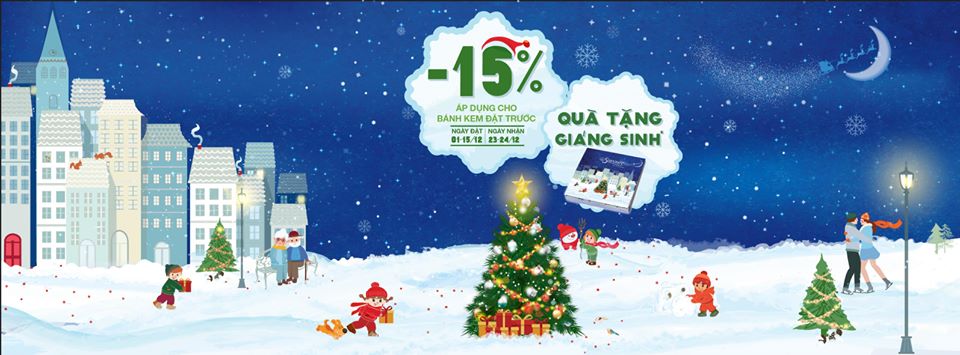 -15%
ÁP DỤNG CHO
BÁNH KEM ĐẶT TRƯỚC
NGÀY ĐẶT | NGÀY NHẬN
01-15/12 | 23-24/12
QUÀ TẶNG
GIÁNG SINH